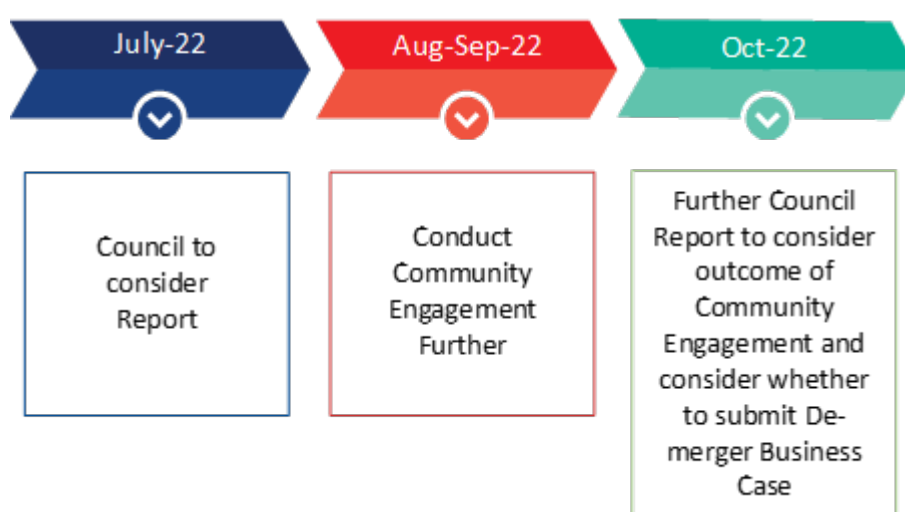 July-22
Aug-Sep-22
Oct-22
Council to
consider
Report
Conduct
Community
Engagement
Further
Further Council
Report to consider
outcome of
Community
Engagement and
consider whether
to submit De-
merger Business
Case